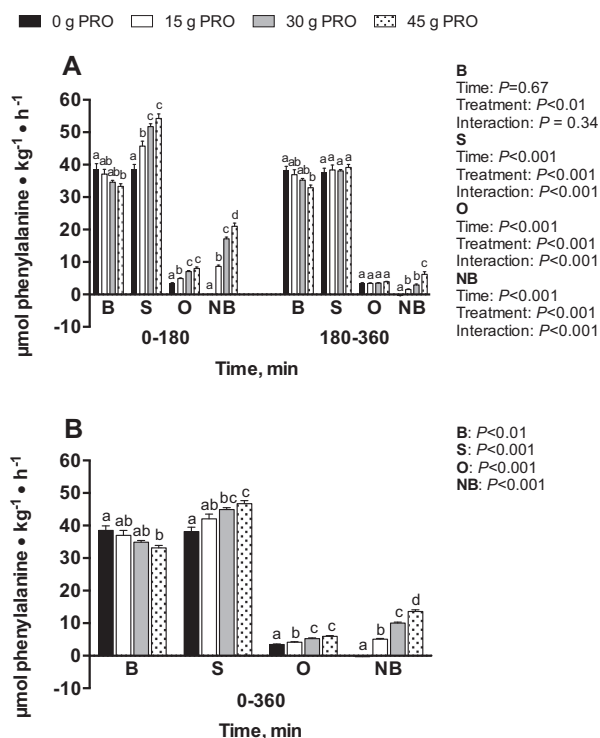 0 g PRO 15 g PRO 30 g PRO 45 g PRO
A
µmol phenylalanine • kg⁻¹ • h⁻¹
60
50
40
30
20
10
0
-10
a ab ab b
a b c c
a b c c
a b c d
a ab ab b
a a a a
a a a a
a b b c
B S O NB
B S O NB
0-180 180-360
Time, min
B
Time: P=0.67
Treatment: P<0.01
Interaction: P = 0.34
S
Time: P<0.001
Treatment: P<0.001
Interaction: P<0.001
O
Time: P<0.001
Treatment: P<0.001
Interaction: P<0.001
NB
Time: P<0.001
Treatment: P<0.001
Interaction: P<0.001
B
µmol phenylalanine • kg⁻¹ • h⁻¹
60
50
40
30
20
10
0
-10
a ab ab b
a ab bc c
a b c c
a b c d
B S O NB
0-360
Time, min
B: P<0.01
S: P<0.001
O: P<0.001
NB: P<0.001